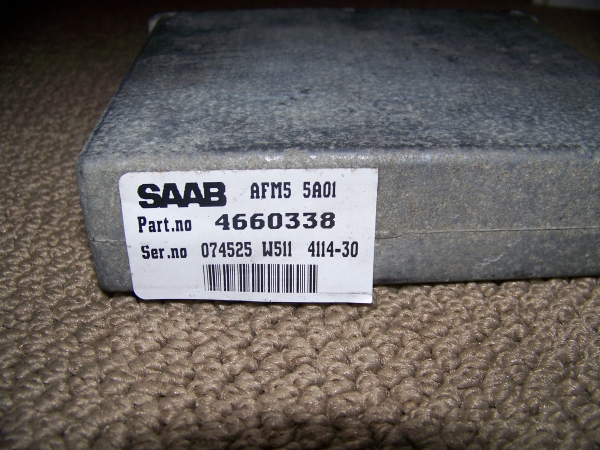 SAAB AFM5 5A01
Part.no 4660338
Ser.no 074525 W511 4114-30